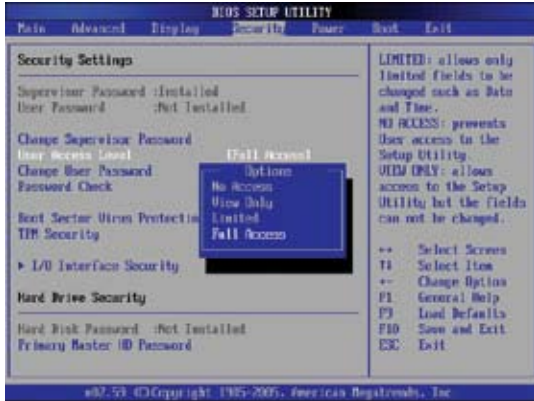 BIOS SETUP UTILITY
Main Advanced Display Security Power Boot Exit
Security Settings
Supervisor Password :Installed
User Password :Not Installed
Change Supervisor Password
User Access Level [Full Access]
Change User Password
Password Check
Boot Sector Virus Protectio
TPM Security
I/O Interface Security
Hard Drive Security
Hard Disk Password :Not Installed
Primary Master HD Password
Options
No Access
View Only
Limited
Full Access
LIMITED: allows only
limited fields to be
changed such as Date
and Time.
NO ACCESS: prevents
User access to the
Setup Utility.
VIEW ONLY: allows
access to the Setup
Utility but the fields
can not be changed.
↔ Select Screen
↑↓ Select Item
+- Change Option
F1 General Help
F9 Load Defaults
F10 Save and Exit
ESC Exit
v02.59 (C)Copyright 1985-2005, American Megatrends, Inc